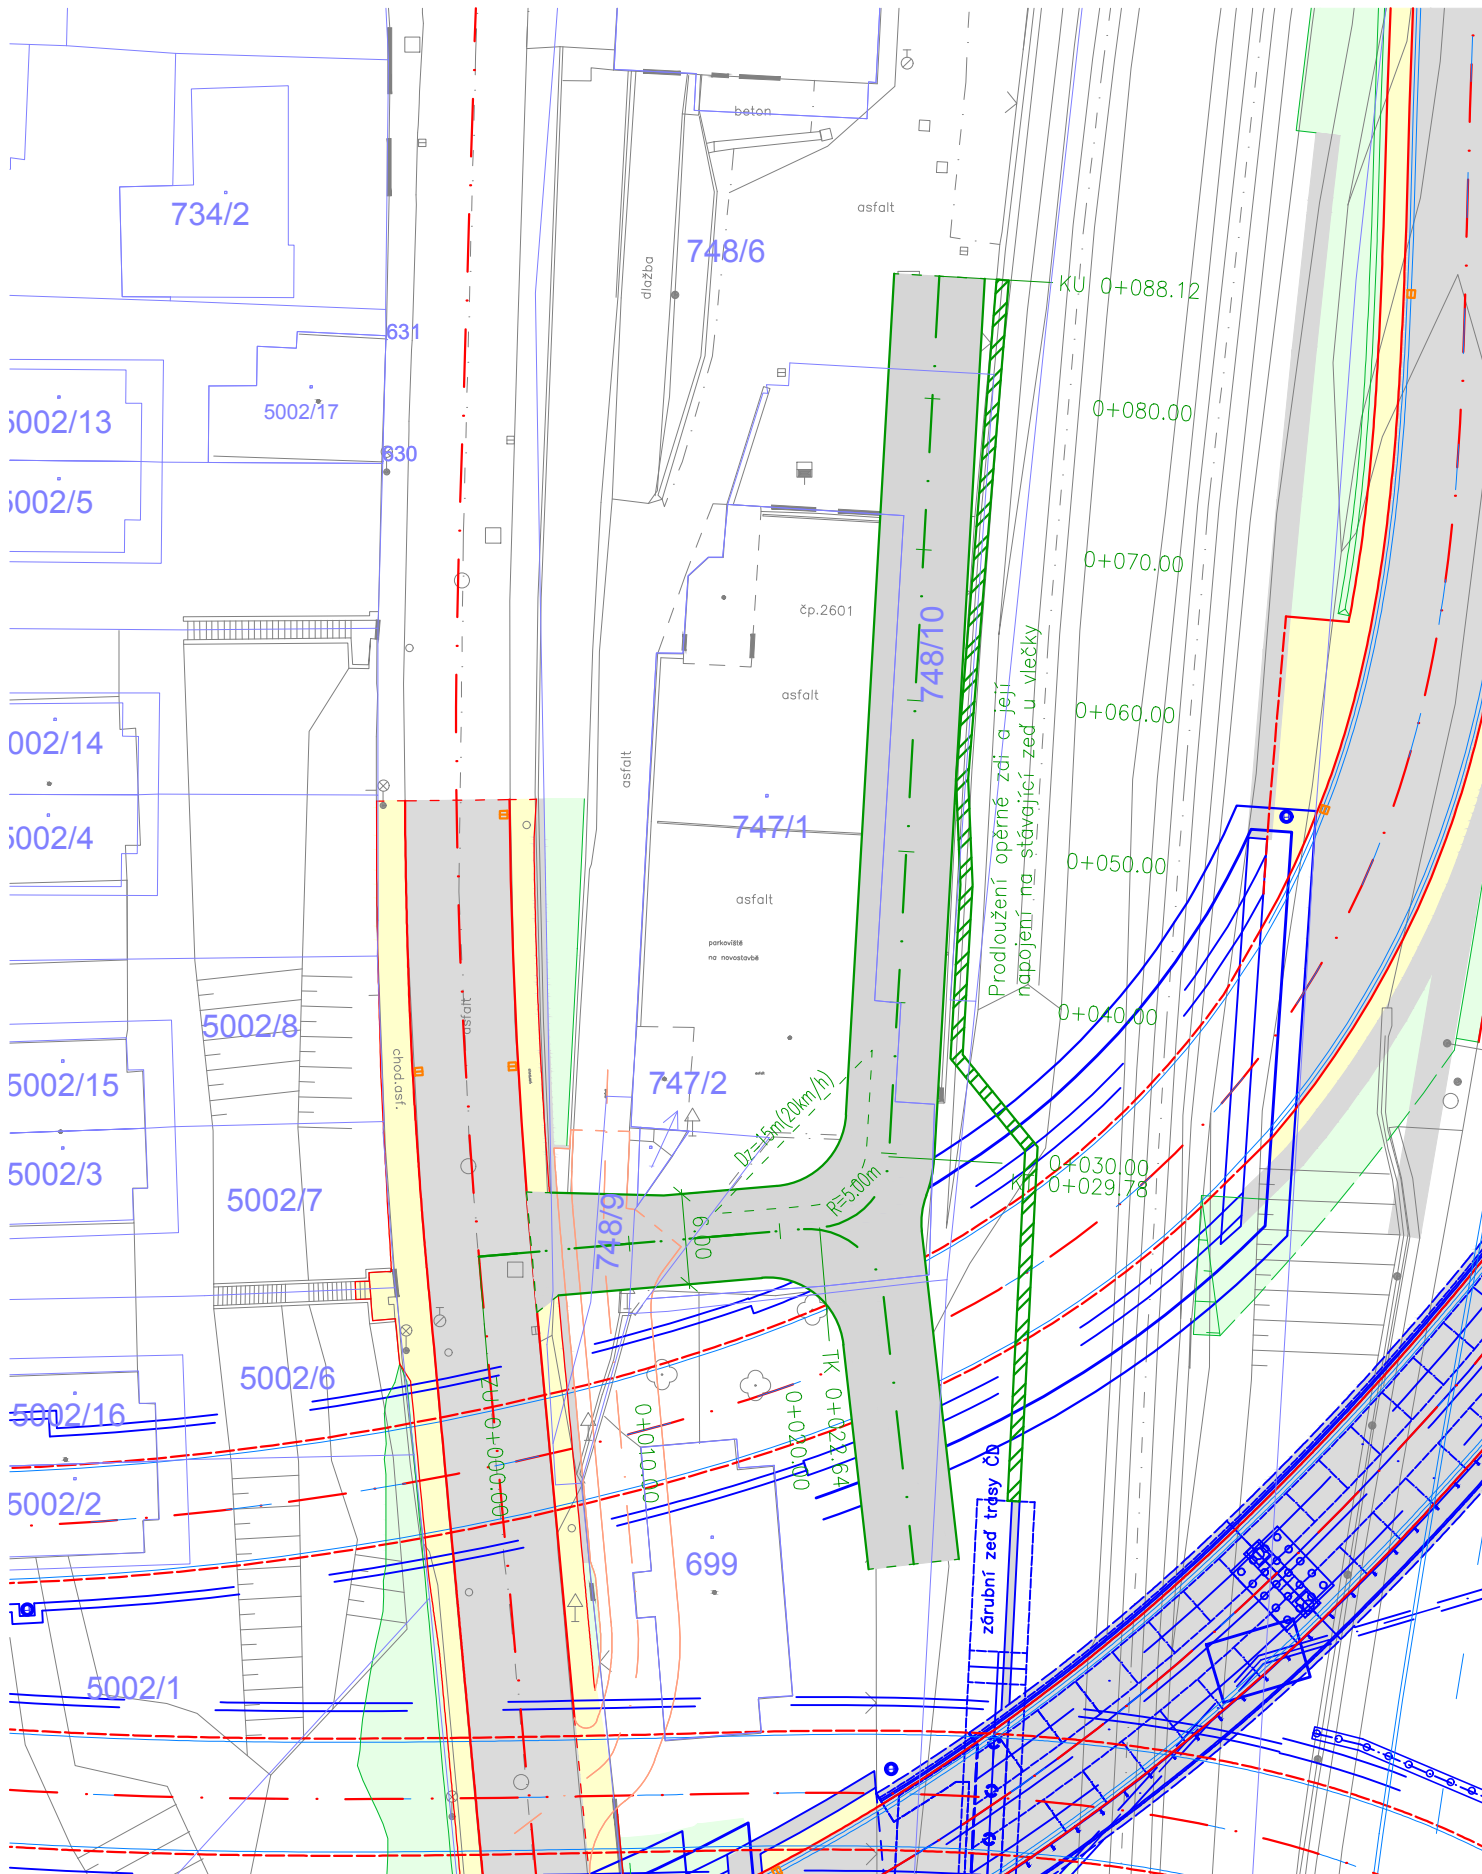 beton
asfalt
734/2
748/6
dlažba
KÚ 0+088.12
631
5002/13
5002/17
0+080.00
630
5002/5
0+070.00
čp.2601
748/10
asfalt
0+060.00
Prodloužení opěrné zdi a její
napojení na stávající zeď u vlečky
002/14
asfalt
747/1
5002/4
0+050.00
asfalt
parkoviště
na novostavbě
asfalt
5002/8
0+040.00
chod.asf.
5002/15
747/2
Dz=15m(20km/h)
5002/3
0+030.00
0+029.78
5002/7
R=5.00m
748/9
6.00
5002/6
ZÚ 0+000.00
0+010.00
0+020.00
TK 0+022.64
5002/16
5002/2
zárubní zeď trasy ČD
699
5002/1